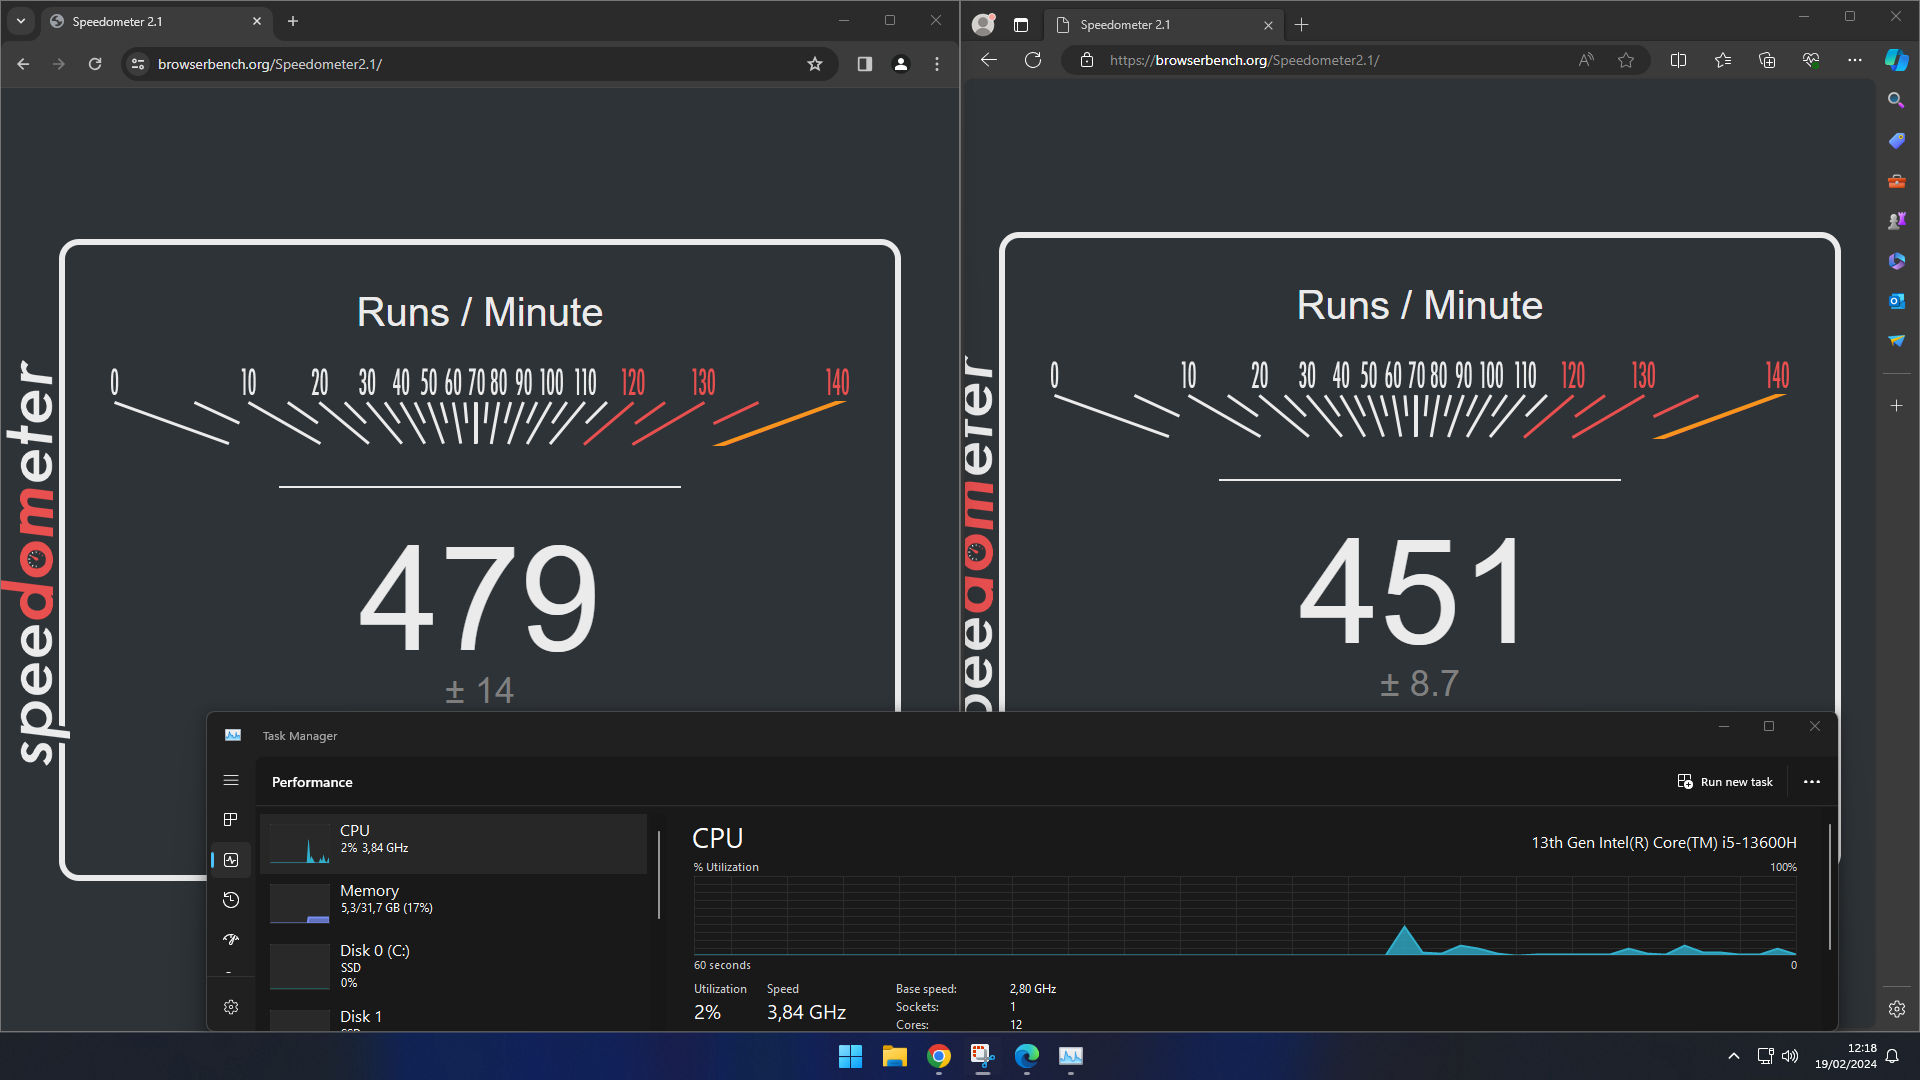 Speedometer 2.1
browserbench.org/Speedometer2.1/
Runs / Minute
0 10 20 30 40 50 60 70 80 90 100 110 120 130 140
479
± 14
speedometer
Speedometer 2.1
https://browserbench.org/Speedometer2.1/
Runs / Minute
0 10 20 30 40 50 60 70 80 90 100 110 120 130 140
451
± 8.7
speedometer
Task Manager
Performance
Run new task
CPU
2% 3,84 GHz
Memory
5,3/31,7 GB (17%)
Disk 0 (C:)
SSD
0%
Disk 1
SSD
CPU
13th Gen Intel(R) Core(TM) i5-13600H
% Utilization
100%
60 seconds
0
Utilization
2%
Speed
3,84 GHz
Base speed: 2,80 GHz
Sockets: 1
Cores: 12
12:18
19/02/2024